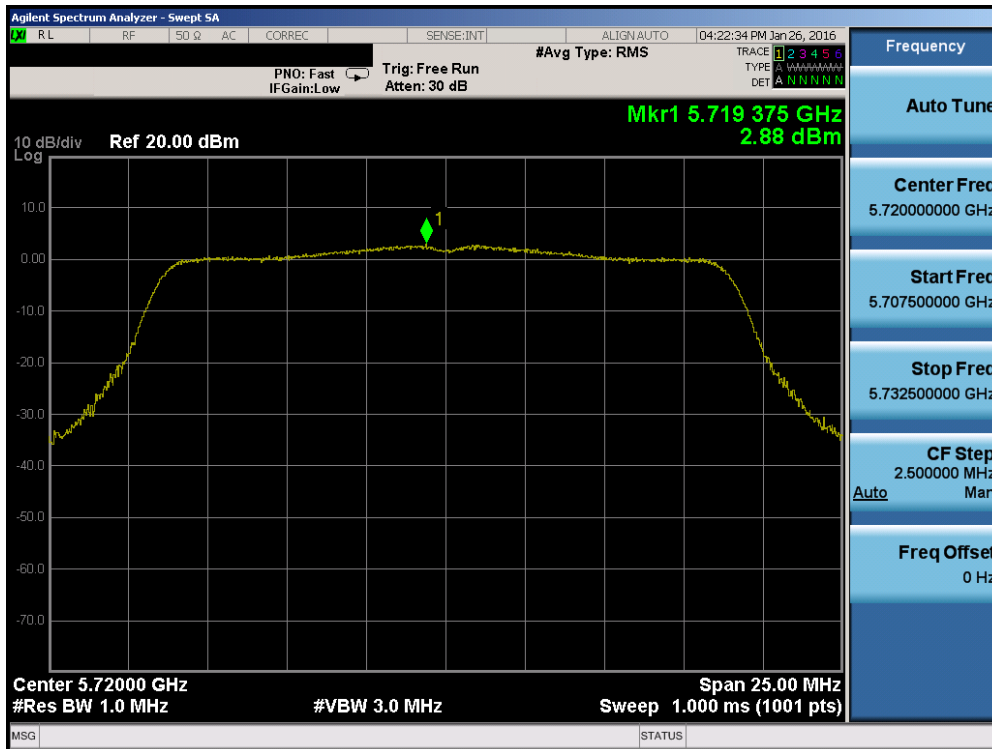 Agilent Spectrum Analyzer - Swept SA
LXI RL RF 50 Ω AC CORREC SENSE:INT ALIGN AUTO 04:22:34 PM Jan 26, 2016
#Avg Type: RMS
TRACE 1 2 3 4 5 6
TYPE A WWWWW
DET A N N N N N
PNO: Fast
IFGain:Low
Trig: Free Run
Atten: 30 dB
Mkr1 5.719 375 GHz
2.88 dBm
10 dB/div
Log
Ref 20.00 dBm
10.0
0.00
-10.0
-20.0
-30.0
-40.0
-50.0
-60.0
-70.0
1
Center 5.72000 GHz
Span 25.00 MHz
#Res BW 1.0 MHz
#VBW 3.0 MHz
Sweep 1.000 ms (1001 pts)
MSG
STATUS
Frequency
Auto Tune
Center Freq
5.720000000 GHz
Start Freq
5.707500000 GHz
Stop Freq
5.732500000 GHz
CF Step
2.500000 MHz
Auto Man
Freq Offset
0 Hz